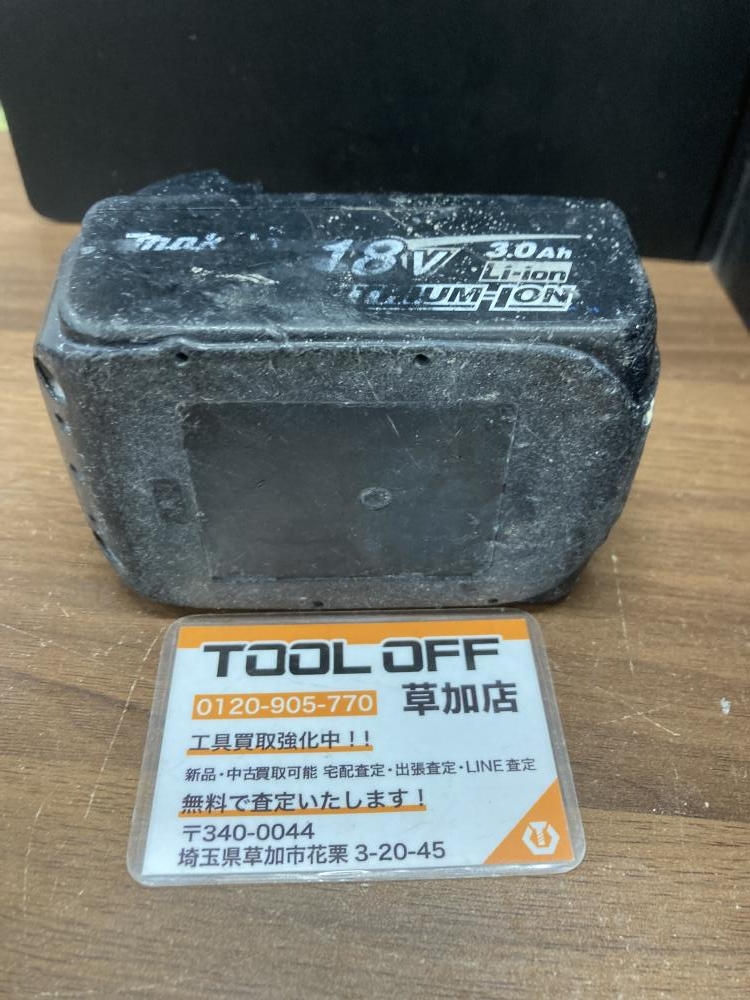 mak
18V
3.0Ah
Li-ion
TOOL OFF
0120-905-770 草加店
工具買取強化中！！
新品・中古買取可能 宅配査定・出張査定・LINE査定
無料で査定いたします！
〒340-0044
埼玉県草加市花栗 3-20-45